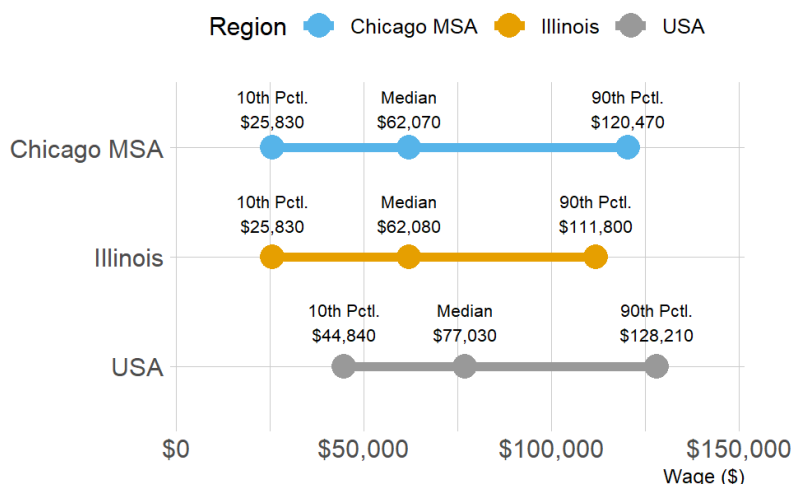 Region Chicago MSA Illinois USA
10th Pctl. Median 90th Pctl.
$25,830 $62,070 $120,470
Chicago MSA
10th Pctl. Median 90th Pctl.
$25,830 $62,080 $111,800
Illinois
10th Pctl. Median 90th Pctl.
$44,840 $77,030 $128,210
USA
$0 $50,000 $100,000 $150,000
Wage ($)